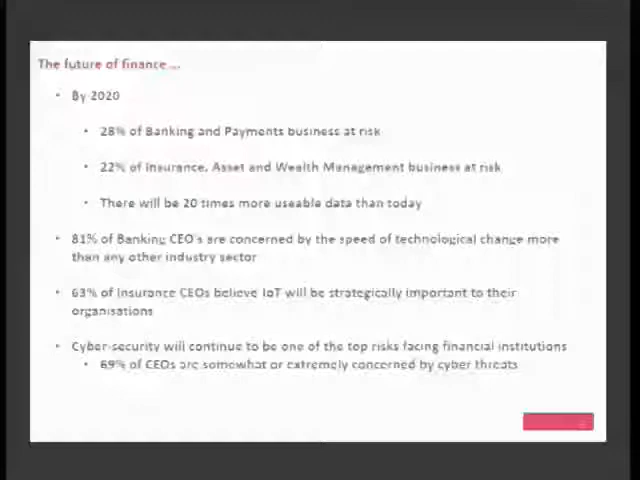 The future of finance ...
• By 2020
• 28% of Banking and Payments business at risk
• 22% of Insurance, Asset and Wealth Management business at risk
• There will be 20 times more useable data than today
• 81% of Banking CEO's are concerned by the speed of technological change more
than any other industry sector
• 63% of Insurance CEOs believe IoT will be strategically important to their
organisations
• Cyber-security will continue to be one of the top risks facing financial institutions
• 69% of CEOs are somewhat or extremely concerned by cyber threats